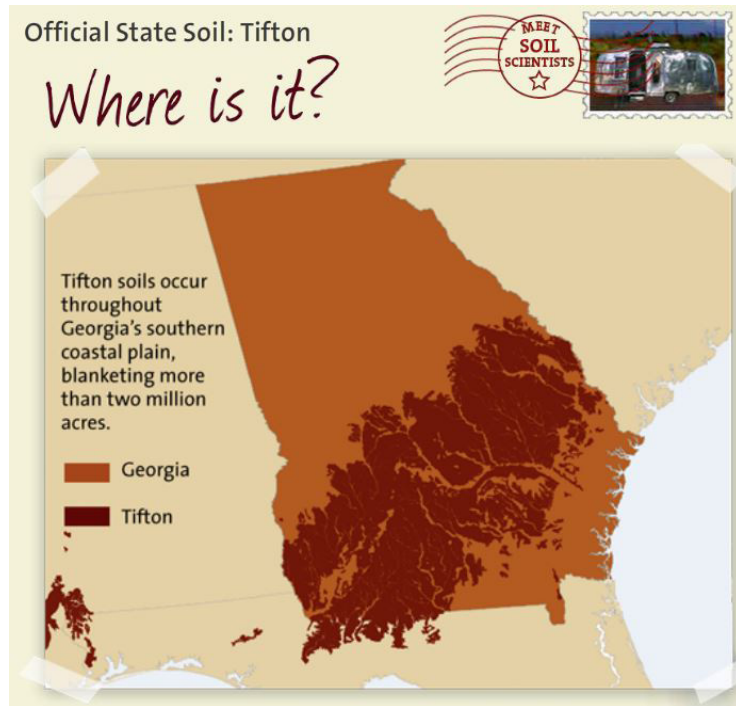 Official State Soil: Tifton
MEET
SOIL
SCIENTISTS
Where is it?
Tifton soils occur
throughout
Georgia’s southern
coastal plain,
blanketing more
than two million
acres.
Georgia
Tifton